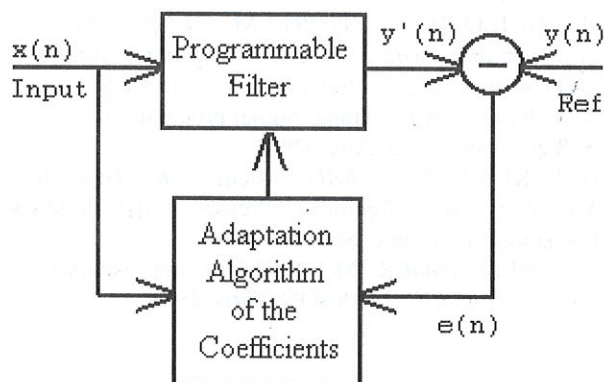 x(n)
Input
Programmable
Filter
y'(n)
−
y(n)
Ref
Adaptation
Algorithm
of the
Coefficients
e(n)